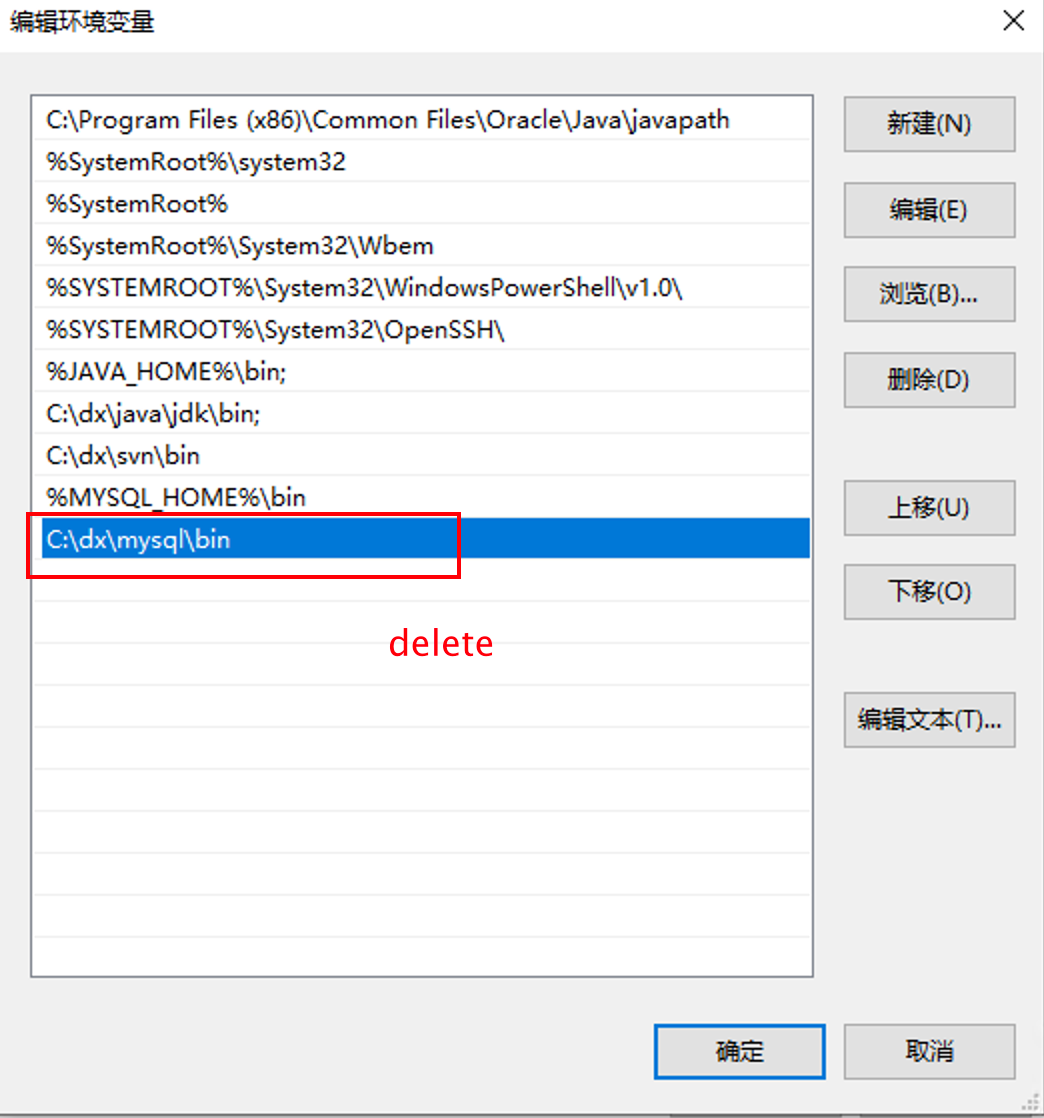 编辑环境变量
C:\Program Files (x86)\Common Files\Oracle\Java\javapath
%SystemRoot%\system32
%SystemRoot%
%SystemRoot%\System32\Wbem
%SYSTEMROOT%\System32\WindowsPowerShell\v1.0\
%SYSTEMROOT%\System32\OpenSSH\
%JAVA_HOME%\bin;
C:\dx\java\jdk\bin;
C:\dx\svn\bin
%MYSQL_HOME%\bin
C:\dx\mysql\bin
delete
新建(N)
编辑(E)
浏览(B)...
删除(D)
上移(U)
下移(O)
编辑文本(T)...
确定
取消